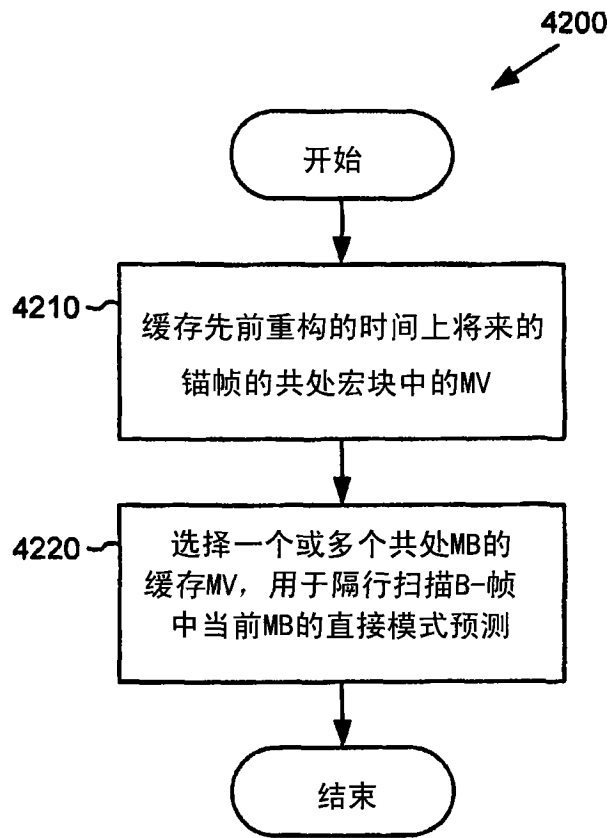 4200
开始
4210
缓存先前重构的时间上将来的
锚帧的共处宏块中的MV
4220
选择一个或多个共处MB的
缓存MV，用于隔行扫描B-帧
中当前MB的直接模式预测
结束